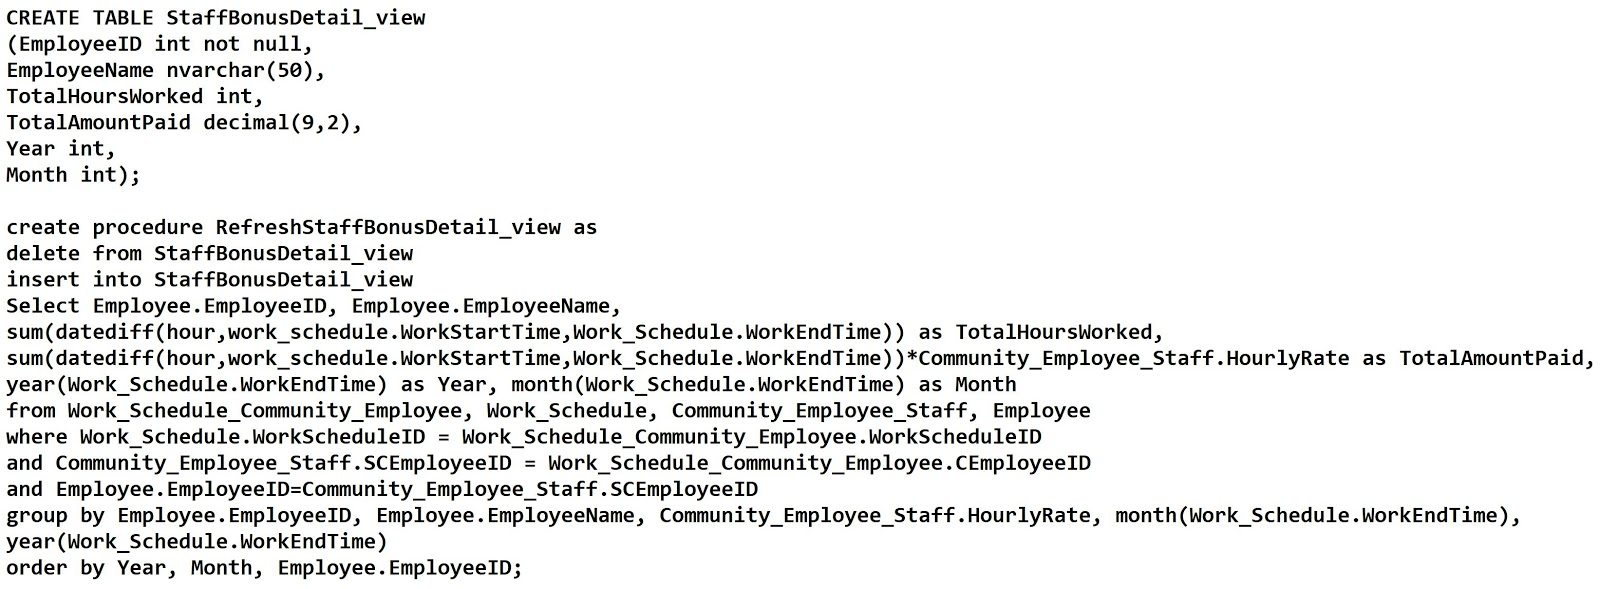 CREATE TABLE StaffBonusDetail_view
(EmployeeID int not null,
EmployeeName nvarchar(50),
TotalHoursWorked int,
TotalAmountPaid decimal(9,2),
Year int,
Month int);
create procedure RefreshStaffBonusDetail_view as
delete from StaffBonusDetail_view
insert into StaffBonusDetail_view
Select Employee.EmployeeID, Employee.EmployeeName,
sum(datediff(hour,work_schedule.WorkStartTime,Work_Schedule.WorkEndTime)) as TotalHoursWorked,
sum(datediff(hour,work_schedule.WorkStartTime,Work_Schedule.WorkEndTime))*Community_Employee_Staff.HourlyRate as TotalAmountPaid,
year(Work_Schedule.WorkEndTime) as Year, month(Work_Schedule.WorkEndTime) as Month
from Work_Schedule_Community_Employee, Work_Schedule, Community_Employee_Staff, Employee
where Work_Schedule.WorkScheduleID = Work_Schedule_Community_Employee.WorkScheduleID
and Community_Employee_Staff.SCEmployeeID = Work_Schedule_Community_Employee.CEmployeeID
and Employee.EmployeeID=Community_Employee_Staff.SCEmployeeID
group by Employee.EmployeeID, Employee.EmployeeName, Community_Employee_Staff.HourlyRate, month(Work_Schedule.WorkEndTime),
year(Work_Schedule.WorkEndTime)
order by Year, Month, Employee.EmployeeID;